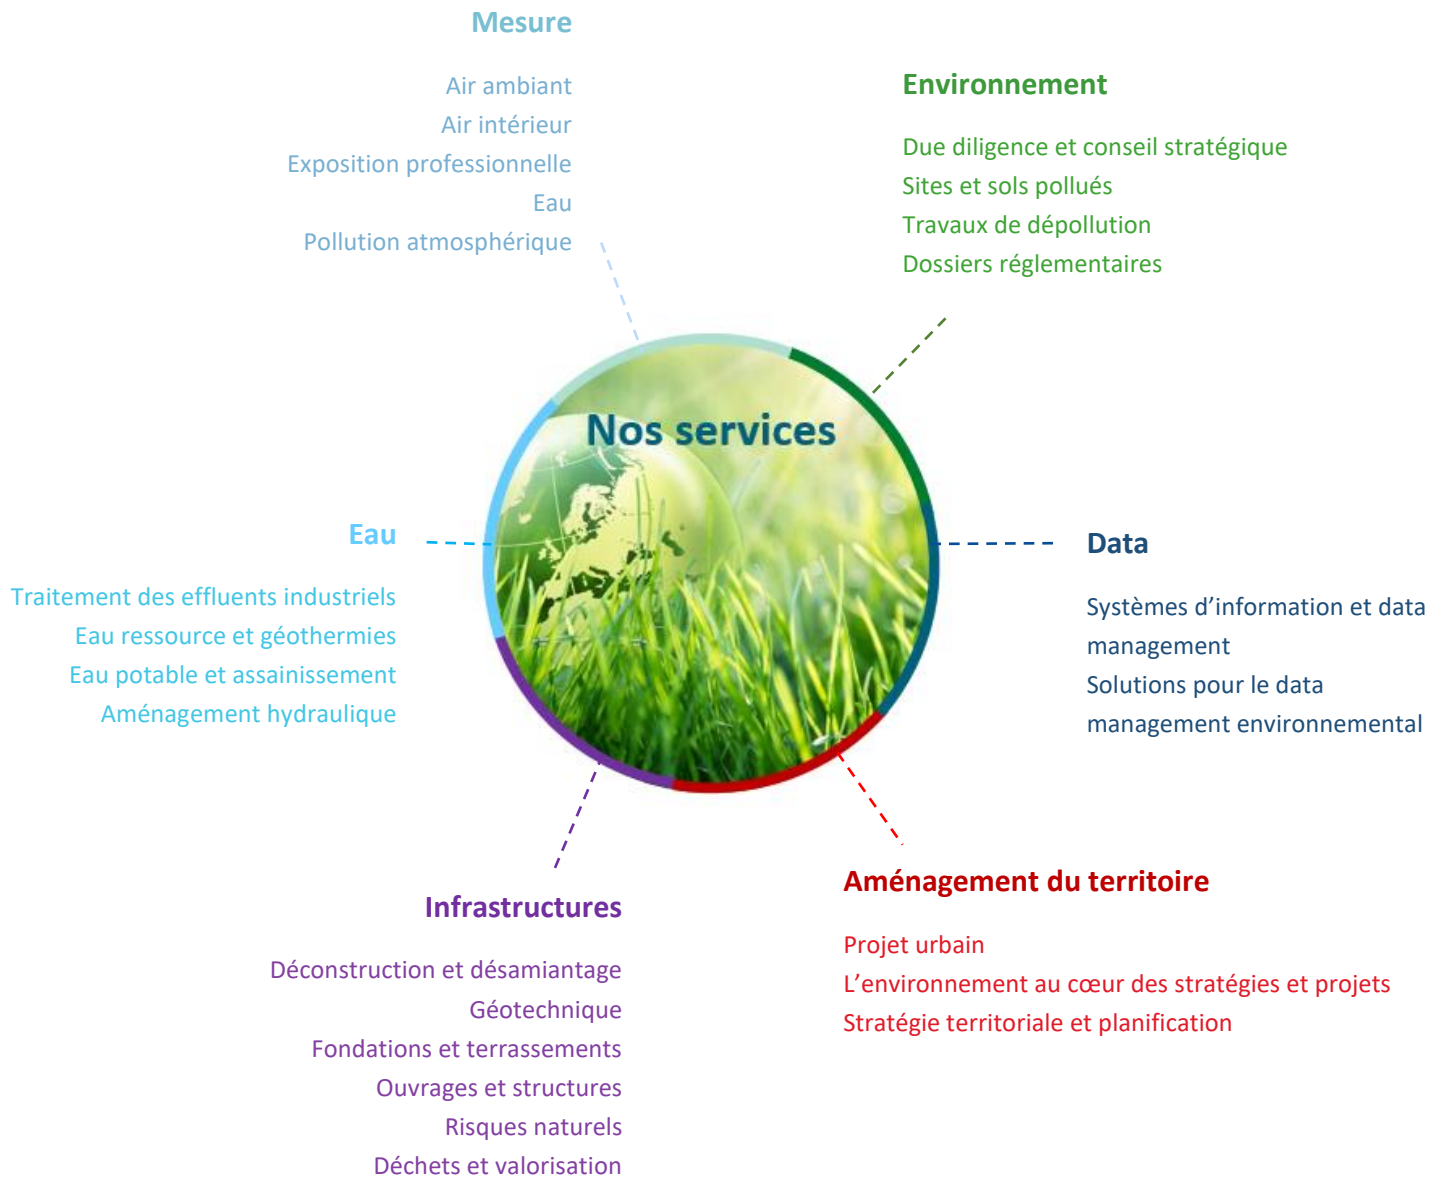 Mesure
Air ambiant
Air intérieur
Exposition professionnelle
Eau
Pollution atmosphérique
Environnement
Due diligence et conseil stratégique
Sites et sols pollués
Travaux de dépollution
Dossiers réglementaires
Nos services
Eau
Traitement des effluents industriels
Eau ressource et géothermies
Eau potable et assainissement
Aménagement hydraulique
Data
Systèmes d’information et data
management
Solutions pour le data
management environnemental
Infrastructures
Déconstruction et désamiantage
Géotechnique
Fondations et terrassements
Ouvrages et structures
Risques naturels
Déchets et valorisation
Aménagement du territoire
Projet urbain
L’environnement au cœur des stratégies et projets
Stratégie territoriale et planification